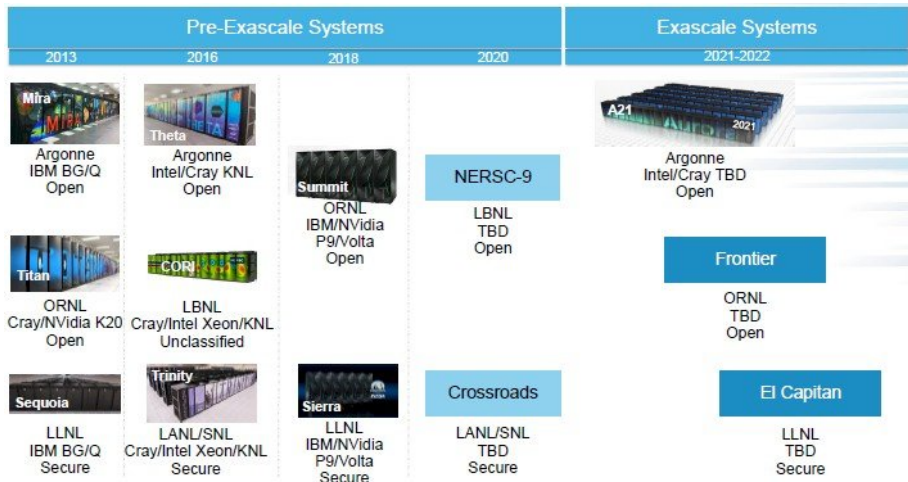 Pre-Exascale Systems
Exascale Systems
2013
2016
2018
2020
2021-2022
Mira
MIRA
Argonne
IBM BG/Q
Open
Theta
Argonne
Intel/Cray KNL
Open
Summit
ORNL
IBM/NVidia
P9/Volta
Open
NERSC-9
LBNL
TBD
Open
A21
2021
Argonne
Intel/Cray TBD
Open
Titan
ORNL
Cray/NVidia K20
Open
CORI
LBNL
Cray/Intel Xeon/KNL
Unclassified
Frontier
ORNL
TBD
Open
Sequoia
LLNL
IBM BG/Q
Secure
Trinity
LANL/SNL
Cray/Intel Xeon/KNL
Secure
Sierra
LLNL
IBM/NVidia
P9/Volta
Secure
Crossroads
LANL/SNL
TBD
Secure
El Capitan
LLNL
TBD
Secure